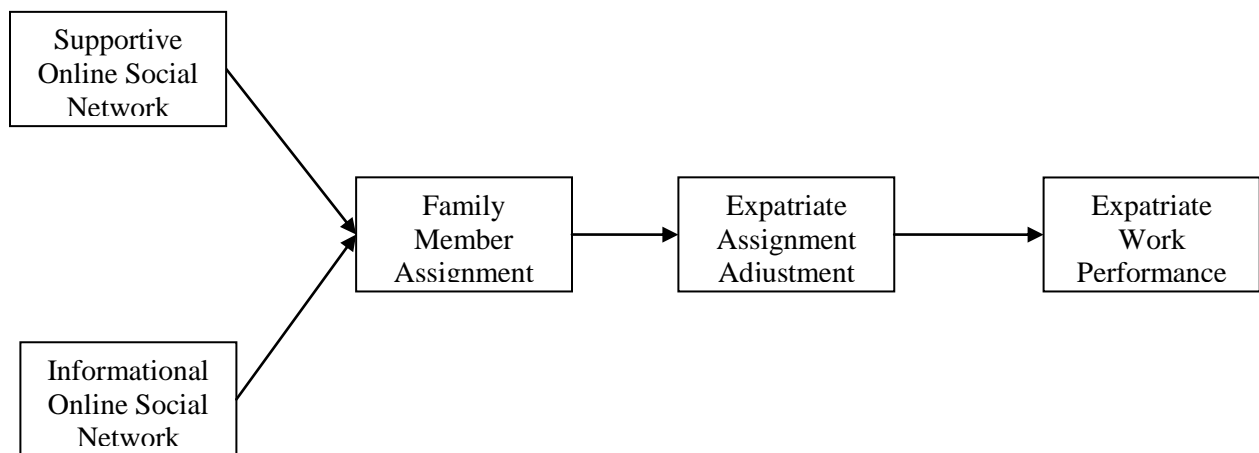 Supportive
Online Social
Network
Family
Member
Assignment
Expatriate
Assignment
Adjustment
Expatriate
Work
Performance
Informational
Online Social
Network